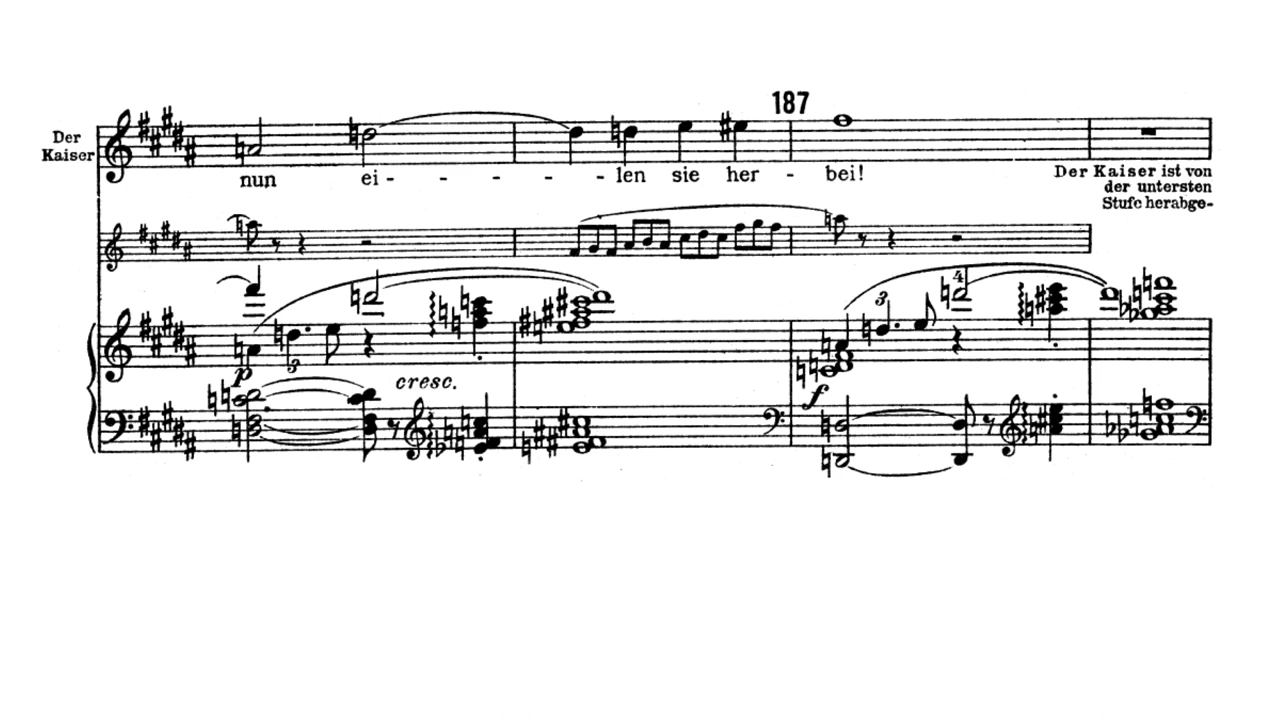 187
Der
Kaiser
nun ei - - - - - len sie her - bei!
Der Kaiser ist von
der untersten
Stufe herabge-
3
4
p
3
cresc.
f